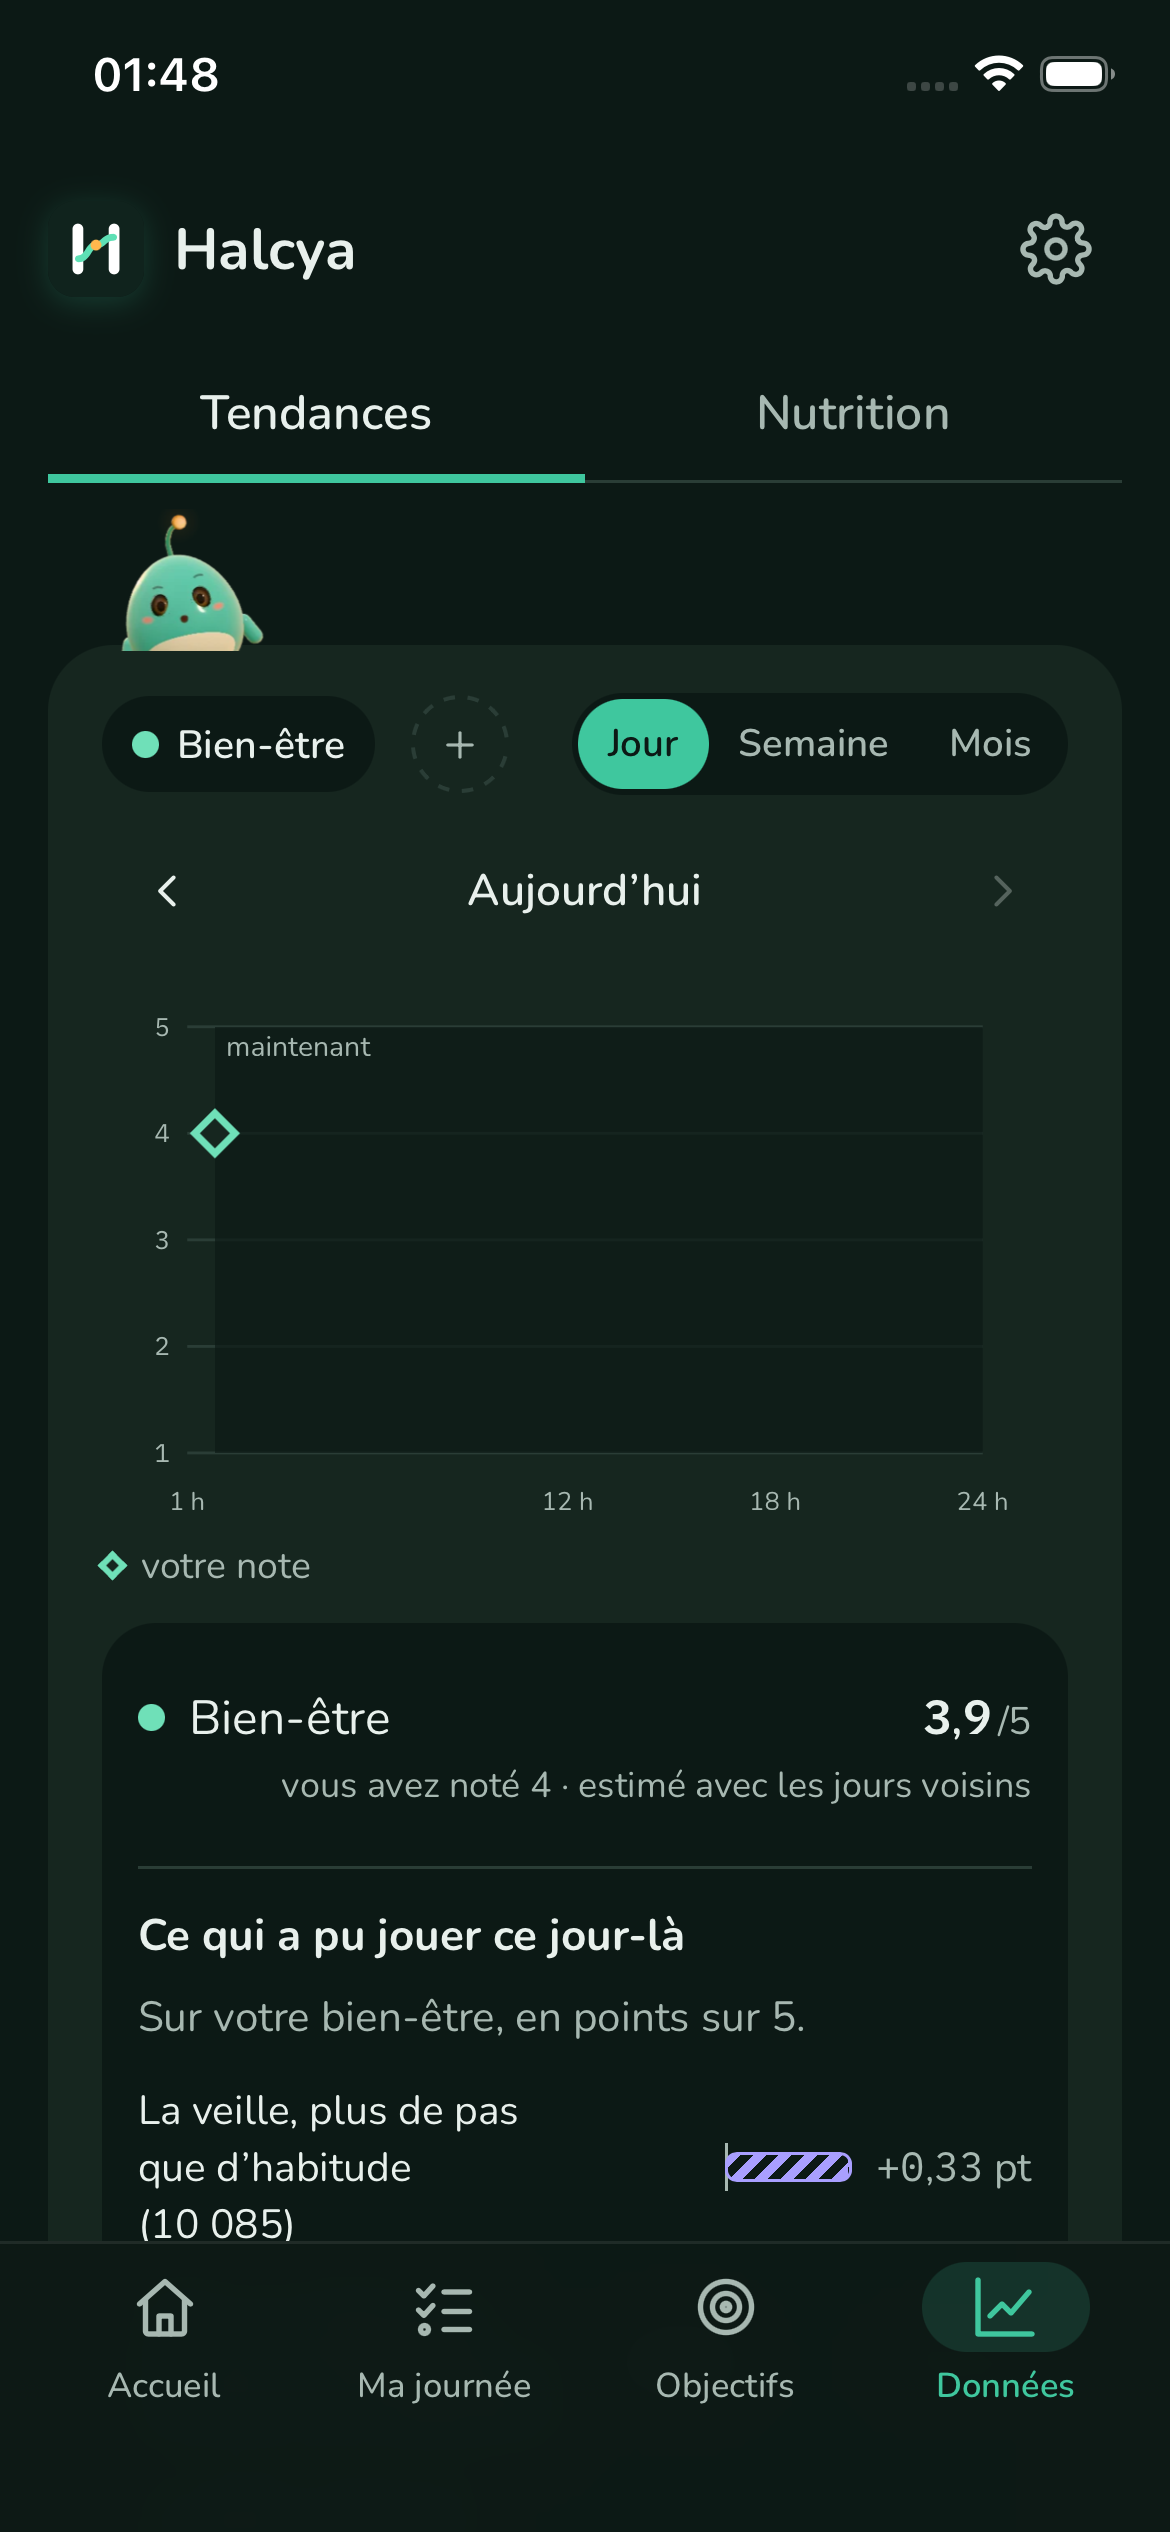 01:48
Halcya
Tendances
Nutrition
Bien-être
+
Jour
Semaine
Mois
Aujourd’hui
5
maintenant
4
3
2
1
1 h
12 h
18 h
24 h
votre note
Bien-être
3,9 /5
vous avez noté 4 · estimé avec les jours voisins
Ce qui a pu jouer ce jour-là
Sur votre bien-être, en points sur 5.
La veille, plus de pas
que d’habitude
+0,33 pt
(10 085)
Accueil
Ma journée
Objectifs
Données